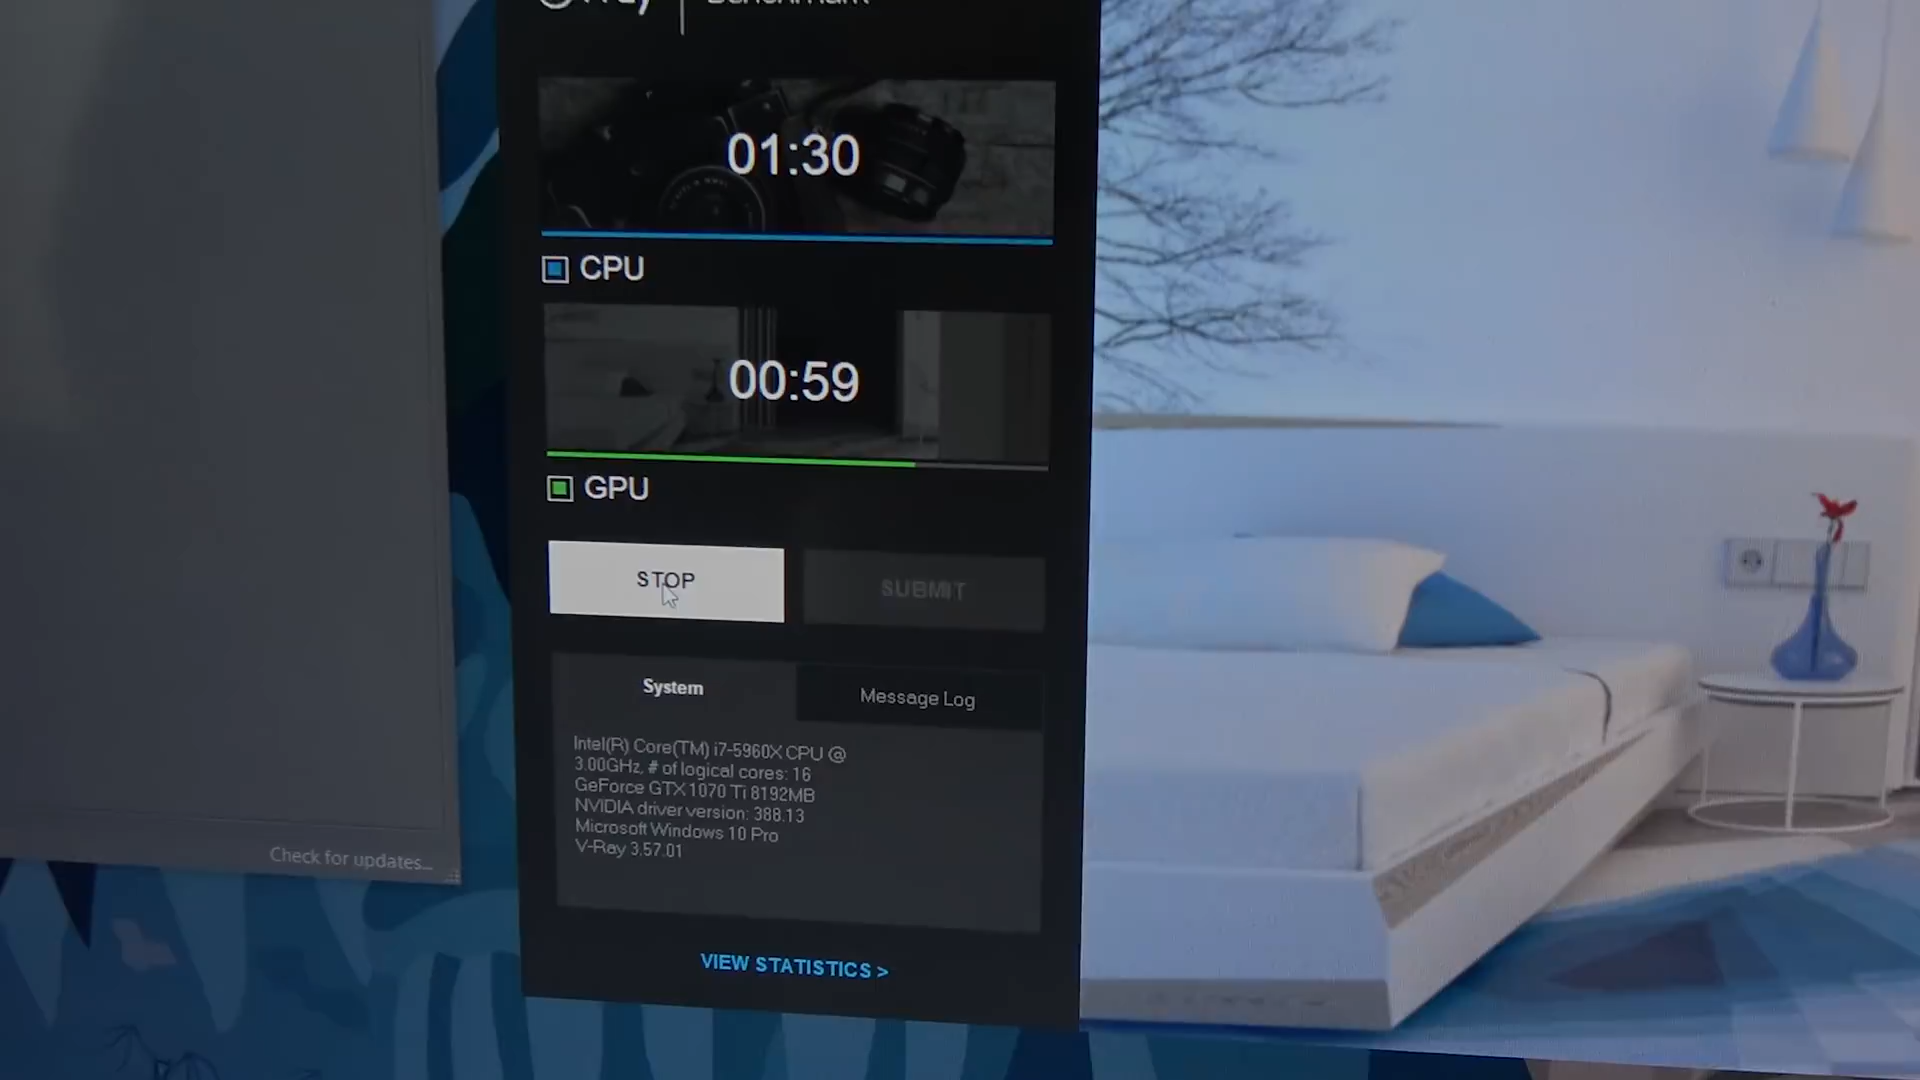 Benchmark
01:30
CPU
00:59
GPU
STOP
SUBMIT
System
Message Log
Intel(R) Core(TM) i7-5960X CPU @
3.00GHz, # of logical cores: 16
GeForce GTX 1070 Ti 8192MB
NVIDIA driver version: 388.13
Microsoft Windows 10 Pro
V-Ray 3.57.01
Check for updates...
VIEW STATISTICS >